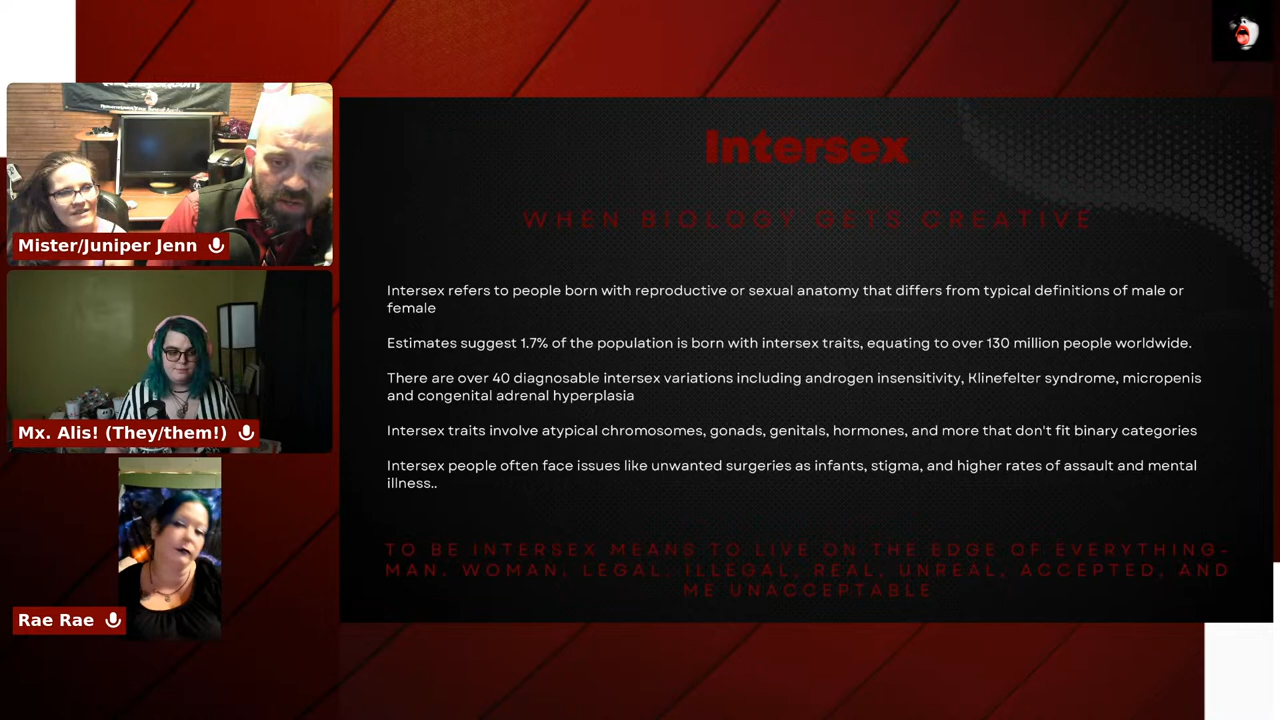 Mister/Juniper Jenn
Mx. Alis! (They/them!)
Rae Rae
Intersex
WHEN BIOLOGY GETS CREATIVE
Intersex refers to people born with reproductive or sexual anatomy that differs from typical definitions of male or
female
Estimates suggest 1.7% of the population is born with intersex traits, equating to over 130 million people worldwide.
There are over 40 diagnosable intersex variations including androgen insensitivity, Klinefelter syndrome, micropenis
and congenital adrenal hyperplasia
Intersex traits involve atypical chromosomes, gonads, genitals, hormones, and more that don't fit binary categories
Intersex people often face issues like unwanted surgeries as infants, stigma, and higher rates of assault and mental
illness..
TO BE INTERSEX MEANS TO LIVE ON THE EDGE OF EVERYTHING-
MAN, WOMAN, LEGAL, ILLEGAL, REAL, UNREAL, ACCEPTED, AND
ME UNACCEPTABLE